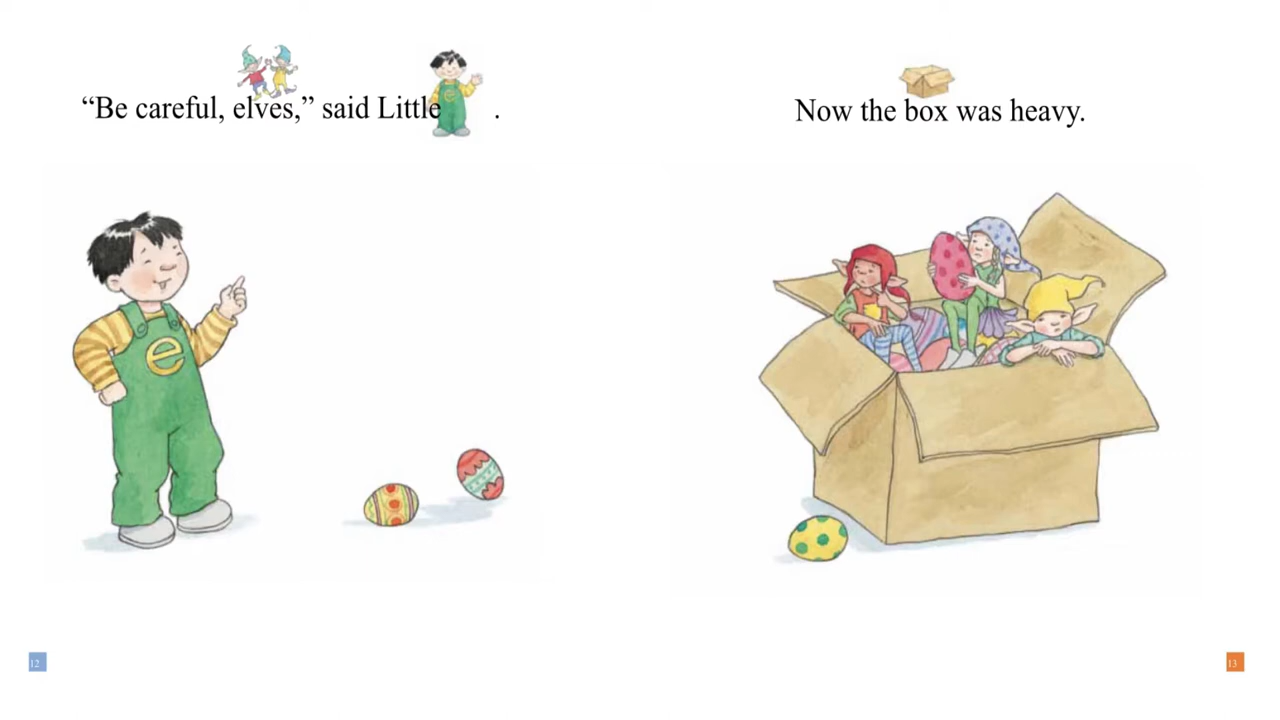 “Be careful, elves,” said Little e .
e
12
Now the box was heavy.
13